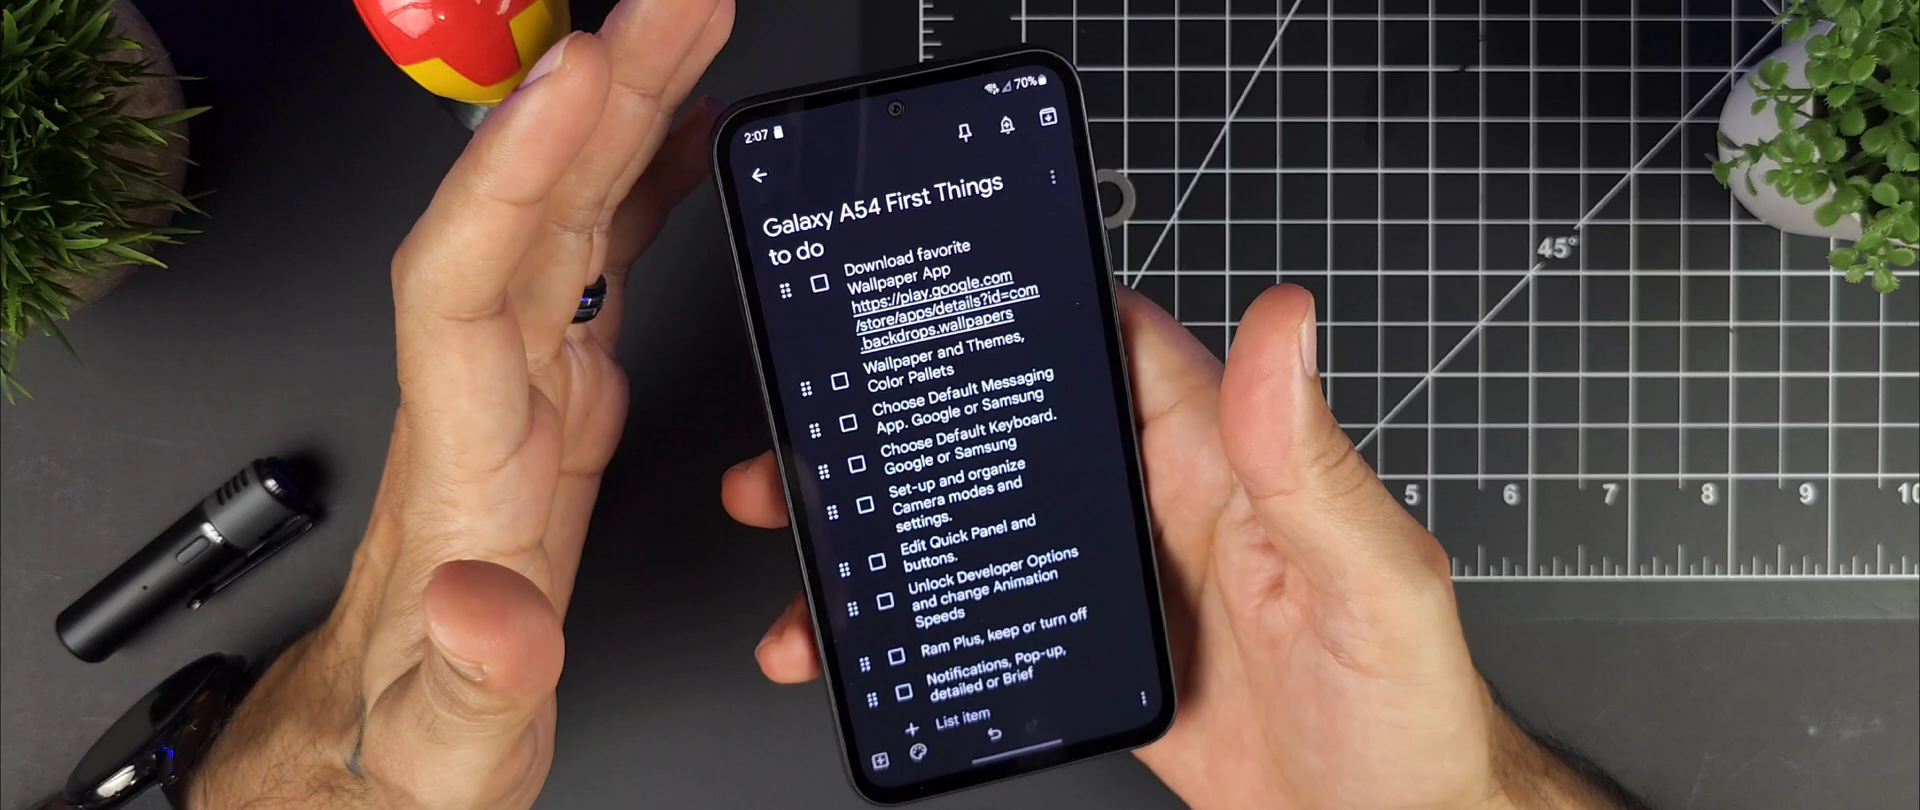 2:07
70%
Galaxy A54 First Things
to do
Download favorite
Wallpaper App
https://play.google.com
/store/apps/details?id=com
.backdrops.wallpapers
Wallpaper and Themes,
Color Pallets
Choose Default Messaging
App. Google or Samsung
Choose Default Keyboard.
Google or Samsung
Set-up and organize
Camera modes and
settings.
Edit Quick Panel and
buttons.
Unlock Developer Options
and change Animation
Speeds
Ram Plus, keep or turn off
Notifications, Pop-up,
detailed or Brief
List item
45°
5 6 7 8 9 10